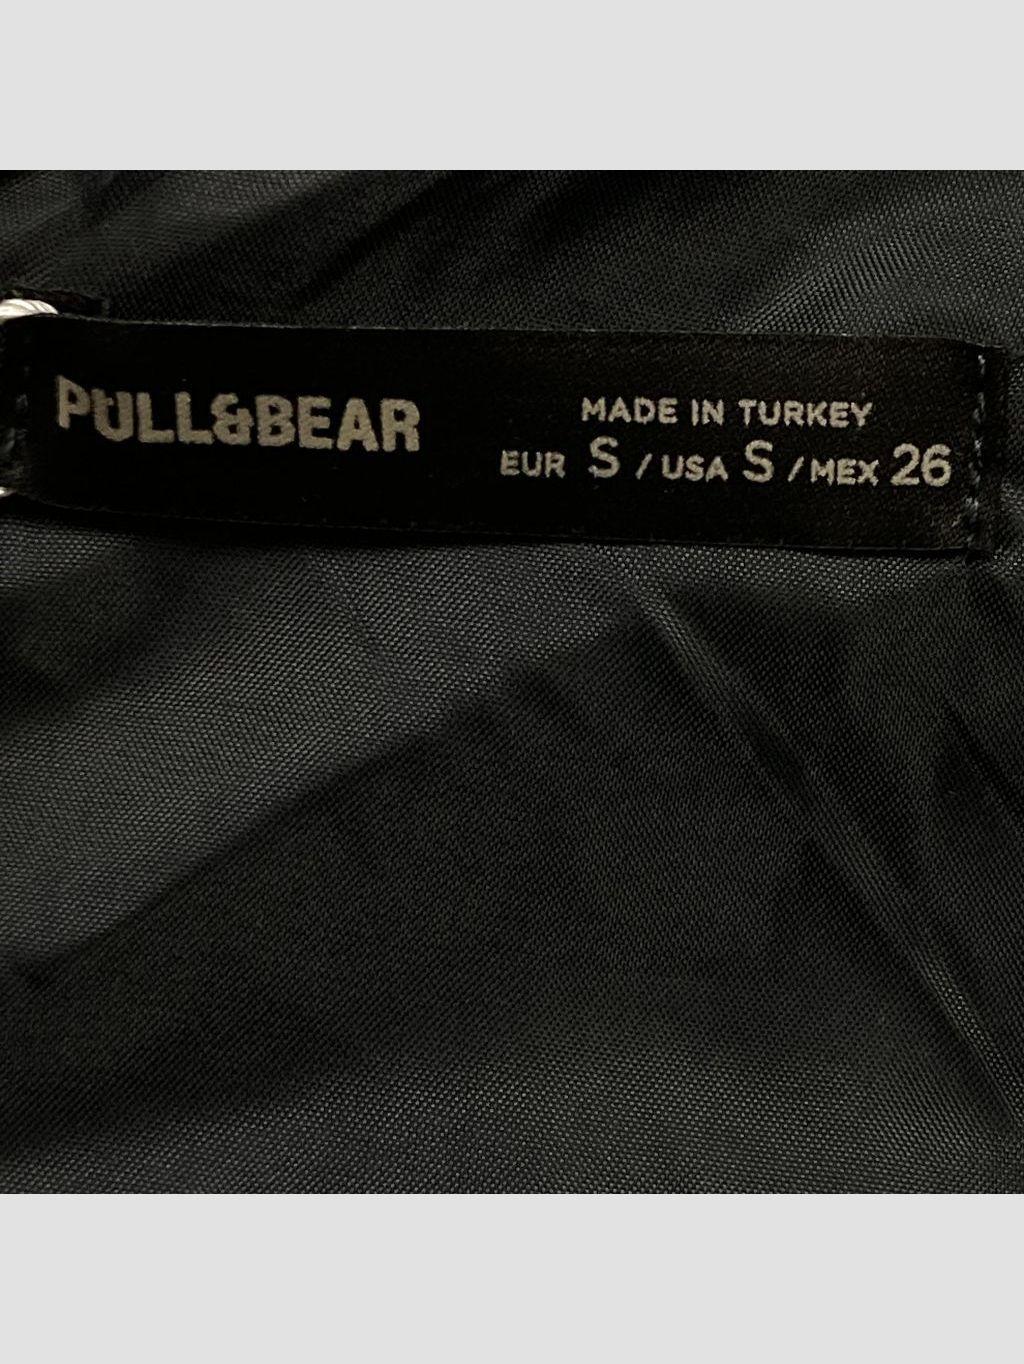 PULL&BEAR
MADE IN TURKEY
EUR S / USA S / MEX 26